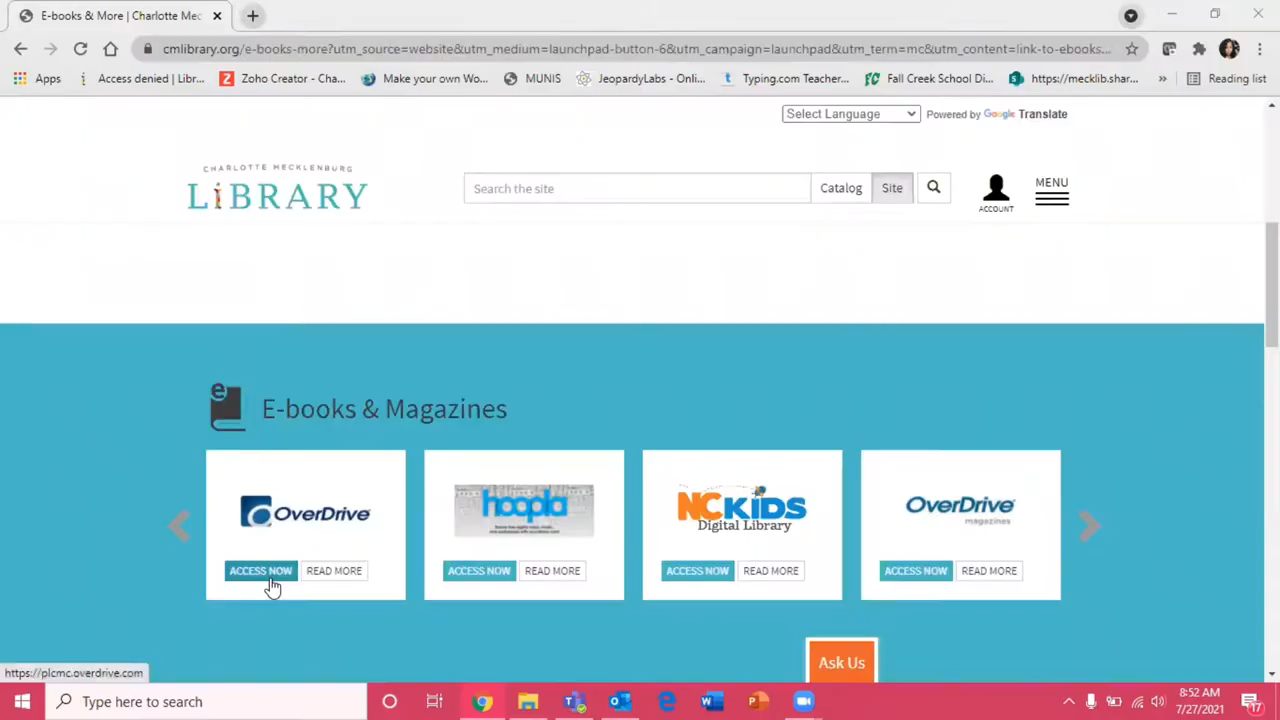 E-books & More | Charlotte Mec
cmlibrary.org/e-books-more?utm_source=website&utm_medium=launchpad-button-6&utm_campaign=launchpad&utm_term=mc&utm_content=link-to-ebooks...
Apps
Access denied | Libr...
Zoho Creator - Cha...
Make your own Wo...
MUNIS
JeopardyLabs - Onli...
Typing.com Teacher...
Fall Creek School Di...
https://mecklib.shar...
»
Reading list
Select Language
Powered by Google Translate
CHARLOTTE MECKLENBURG
LIBRARY
Search the site
Catalog
Site
ACCOUNT
MENU
e
E-books & Magazines
OverDrive
ACCESS NOW
READ MORE
hoopla
ACCESS NOW
READ MORE
NC KIDS
Digital Library
ACCESS NOW
READ MORE
OverDrive
magazines
ACCESS NOW
READ MORE
Ask Us
https://plcmc.overdrive.com
Type here to search
8:52 AM
7/27/2021
17